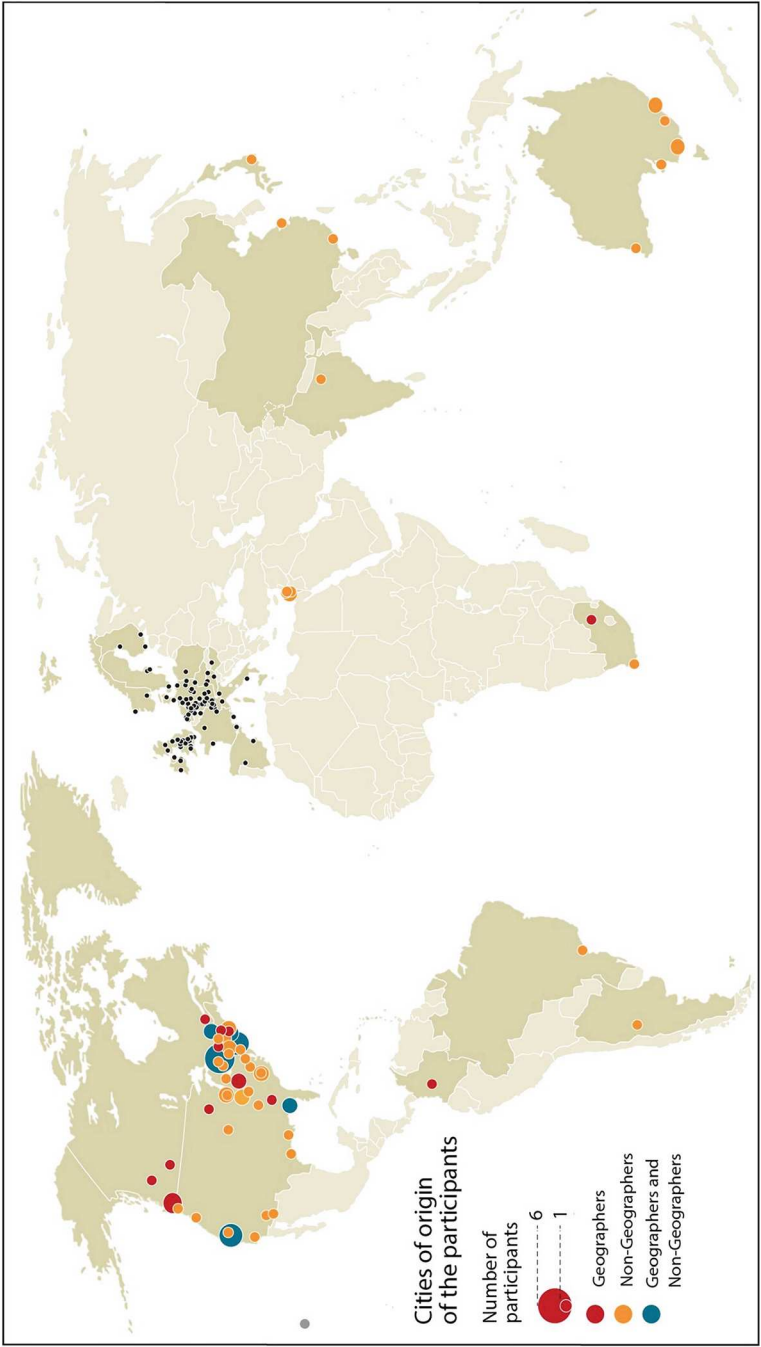 Cities of origin
of the participants
Number of
participants
6
1
Geographers
Non-Geographers
Geographers and
Non-Geographers